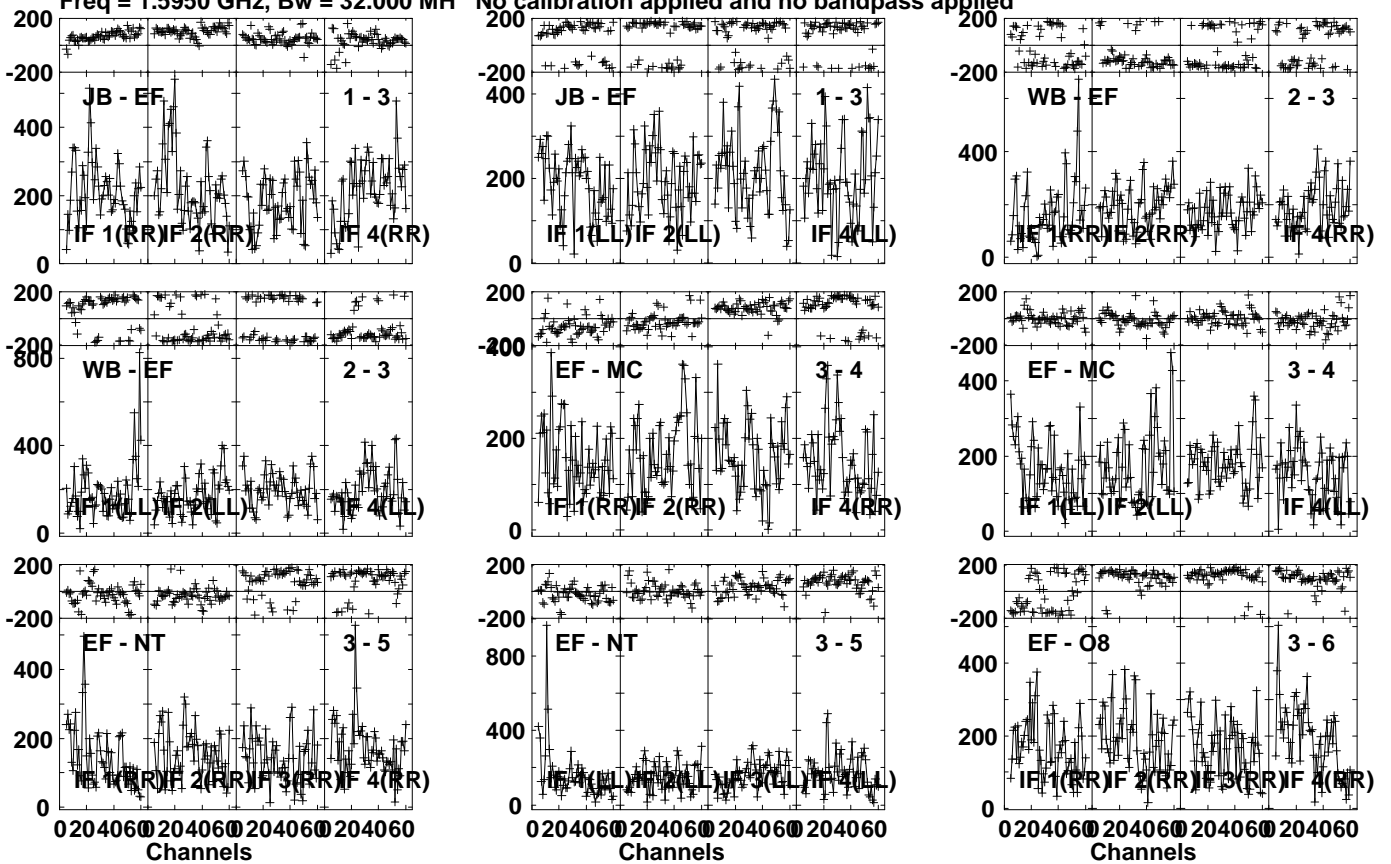 Freq = 1.5950 GHz, Bw = 32.000 MH No calibration applied and no bandpass applied
200 200 200
-200 -200 -200
JB - EF 1 - 3 JB - EF 1 - 3 WB - EF 2 - 3
400 400 400
200 200
IF 1(RR) IF 2(RR) IF 4(RR) IF 1(LL) IF 2(LL) IF 4(LL) IF 1(RR) IF 2(RR) IF 4(RR)
0 0 0
200 200 200
-200 -200 -200
800 400 400
WB - EF 2 - 3 EF - MC 3 - 4 EF - MC 3 - 4
400 200 200
IF 1(LL) IF 2(LL) IF 4(LL) IF 1(RR) IF 2(RR) IF 4(RR) IF 1(LL) IF 2(LL) IF 4(LL)
0 0 0
200 200 200
-200 -200 -200
EF - NT 3 - 5 EF - NT 3 - 5 EF - O8 3 - 6
400 800 400
200 400 200
IF 1(RR) IF 2(RR) IF 3(RR) IF 4(RR) IF 1(LL) IF 2(LL) IF 3(LL) IF 4(LL) IF 1(RR) IF 2(RR) IF 3(RR) IF 4(RR)
0 0 0
0 20 40 60 0 20 40 60 0 20 40 60 0 20 40 60 0 20 40 60 0 20 40 60 0 20 40 60 0 20 40 60 0 20 40 60 0 20 40 60 0 20 40 60 0 20 40 60
Channels Channels Channels